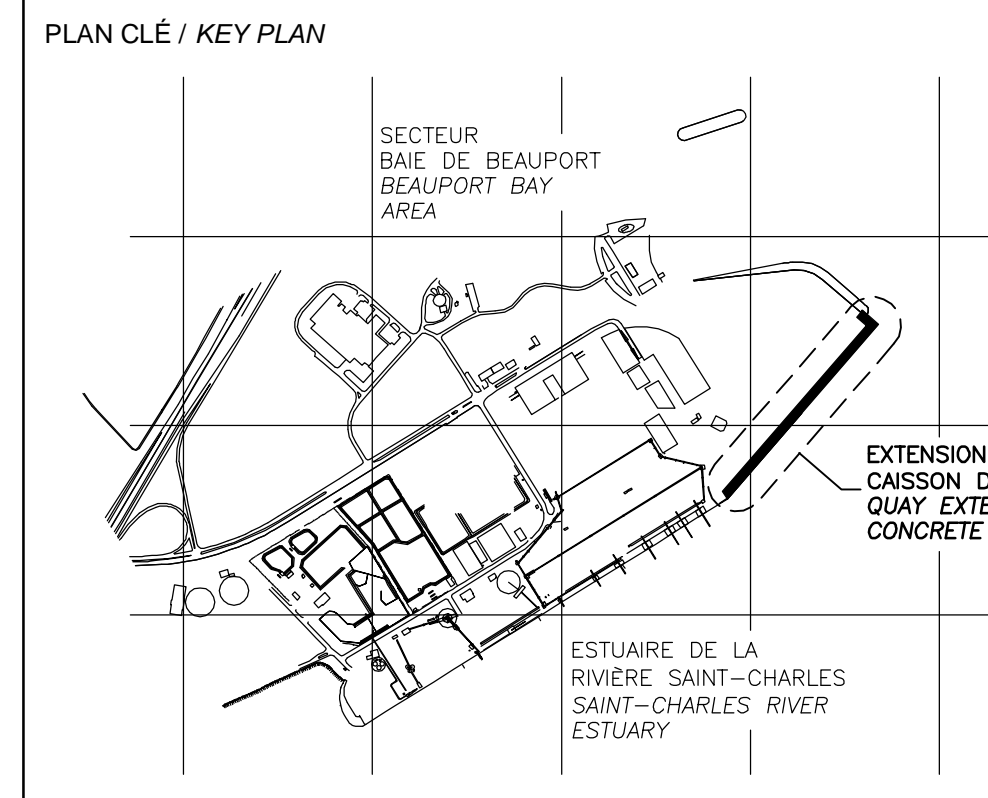 PLAN CLÉ / KEY PLAN
SECTEUR
BAIE DE BEAUPORT
BEAUPORT BAY
AREA
EXTENSION
CAISSON D
QUAY EXTE
CONCRETE
ESTUAIRE DE LA
RIVIÈRE SAINT-CHARLES
SAINT-CHARLES RIVER
ESTUARY